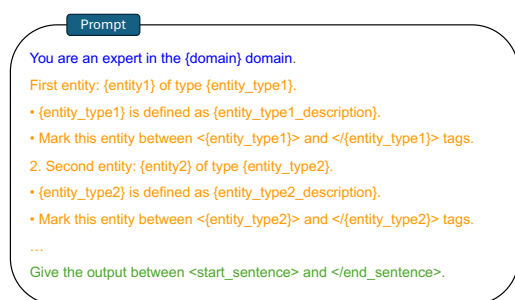 Prompt
You are an expert in the {domain} domain.
First entity: {entity1} of type {entity_type1}.
• {entity_type1} is defined as {entity_type1_description}.
• Mark this entity between <{entity_type1}> and </{entity_type1}> tags.
2. Second entity: {entity2} of type {entity_type2}.
• {entity_type2} is defined as {entity_type2_description}.
• Mark this entity between <{entity_type2}> and </{entity_type2}> tags.
…
Give the output between <start_sentence> and </end_sentence>.